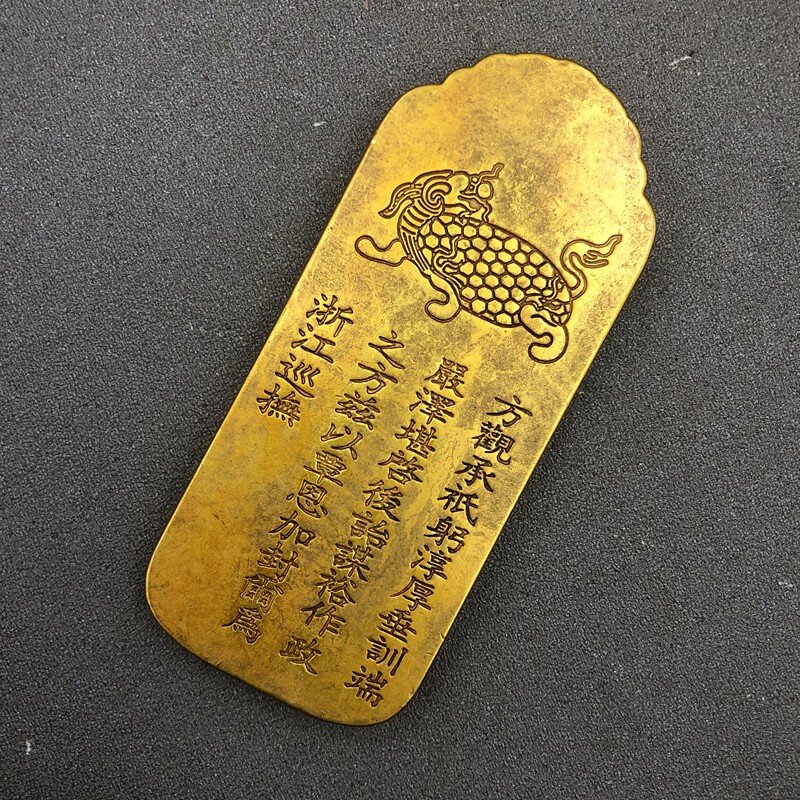 方觀承祇躬淳厚垂訓端
嚴澤堪啓後詒謀裕作政
之方茲以覃恩加封爾爲
浙江巡撫